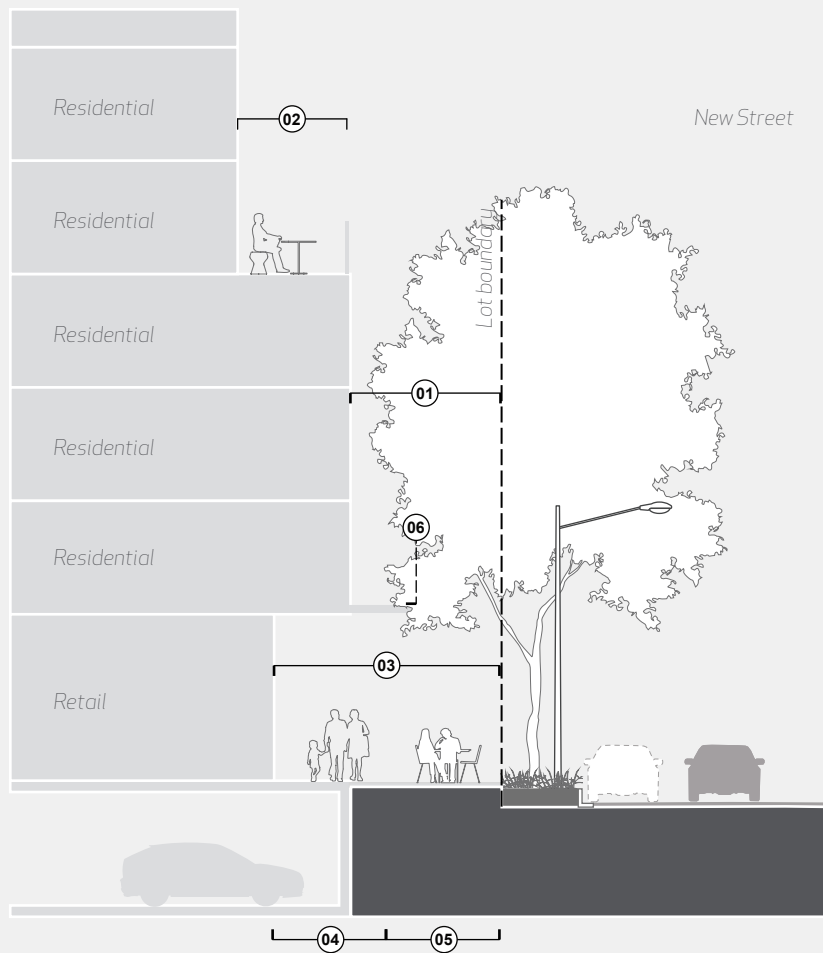 Residential
02
New Street
Residential
Lot boundary
Residential
01
Residential
06
Residential
03
Retail
04
05